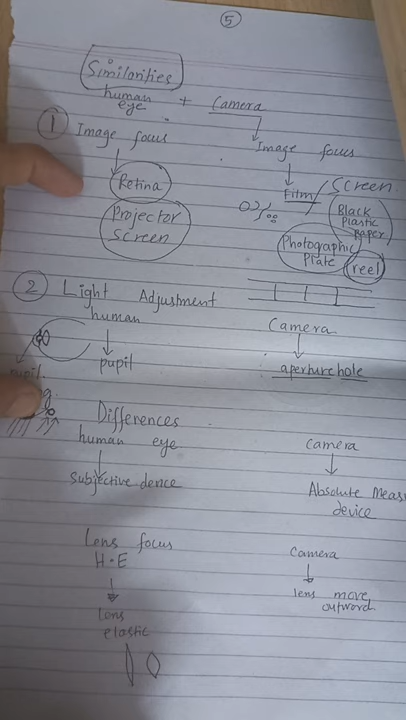 5
Similarities
human eye + Camera
1 Image focus
Image focus
Retina
Projector
screen
Film / Screen
Black
Plastic
Paper
Photographic
Plate
reel
2 Light Adjustment
human
Camera
pupil
aperture hole
pupil.
Differences
human eye
camera
Subjective dence
Absolute Meas
device
Lens focus
H.E
Camera
lens
elastic
lens move
outword